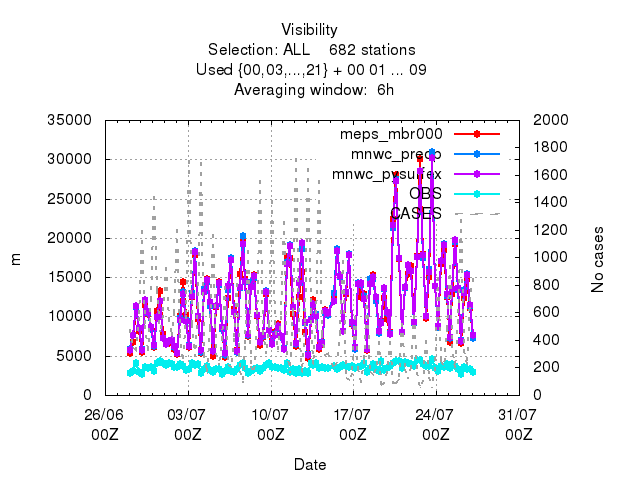 Visibility
Selection: ALL    682 stations
Used {00,03,...,21} + 00 01 ... 09
Averaging window:  6h
35000
30000
25000
20000
15000
10000
5000
0
m
2000
1800
1600
1400
1200
1000
800
600
400
200
0
No cases
meps_mbr000
mnwc_preop
mnwc_pysurfex
OBS
CASES
26/06 00Z
03/07 00Z
10/07 00Z
17/07 00Z
24/07 00Z
31/07 00Z
Date